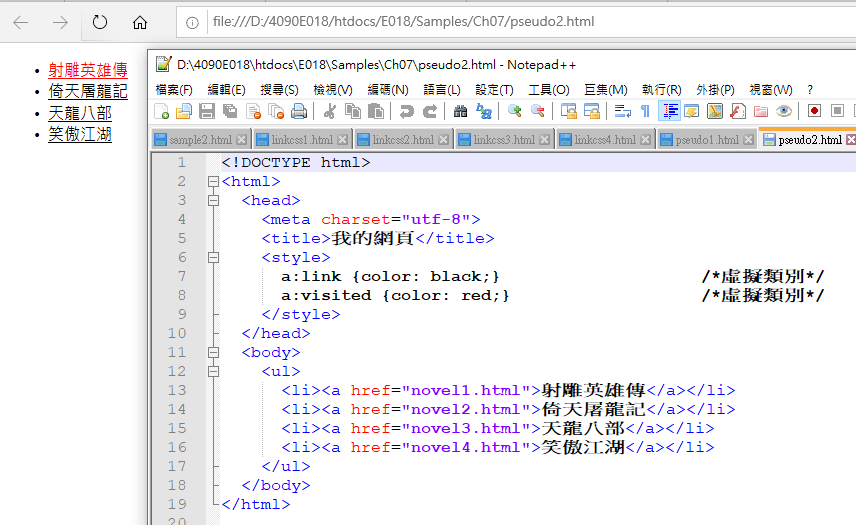 file:///D:/4090E018/htdocs/E018/Samples/Ch07/pseudo2.html
射雕英雄傳
倚天屠龍記
天龍八部
笑傲江湖
D:\4090E018\htdocs\E018\Samples\Ch07\pseudo2.html - Notepad++
檔案(F) 編輯(E) 搜尋(S) 檢視(V) 編碼(N) 語言(L) 設定(T) 工具(O) 巨集(M) 執行(R) 外掛(P) 視窗(W) ?
sample2.html linkcss1.html linkcss2.html linkcss3.html linkcss4.html pseudo1.html pseudo2.html
1 <!DOCTYPE html>
2 <html>
3 <head>
4 <meta charset="utf-8">
5 <title>我的網頁</title>
6 <style>
7 a:link {color: black;} /*虛擬類別*/
8 a:visited {color: red;} /*虛擬類別*/
9 </style>
10 </head>
11 <body>
12 <ul>
13 <li><a href="novel1.html">射雕英雄傳</a></li>
14 <li><a href="novel2.html">倚天屠龍記</a></li>
15 <li><a href="novel3.html">天龍八部</a></li>
16 <li><a href="novel4.html">笑傲江湖</a></li>
17 </ul>
18 </body>
19 </html>
20